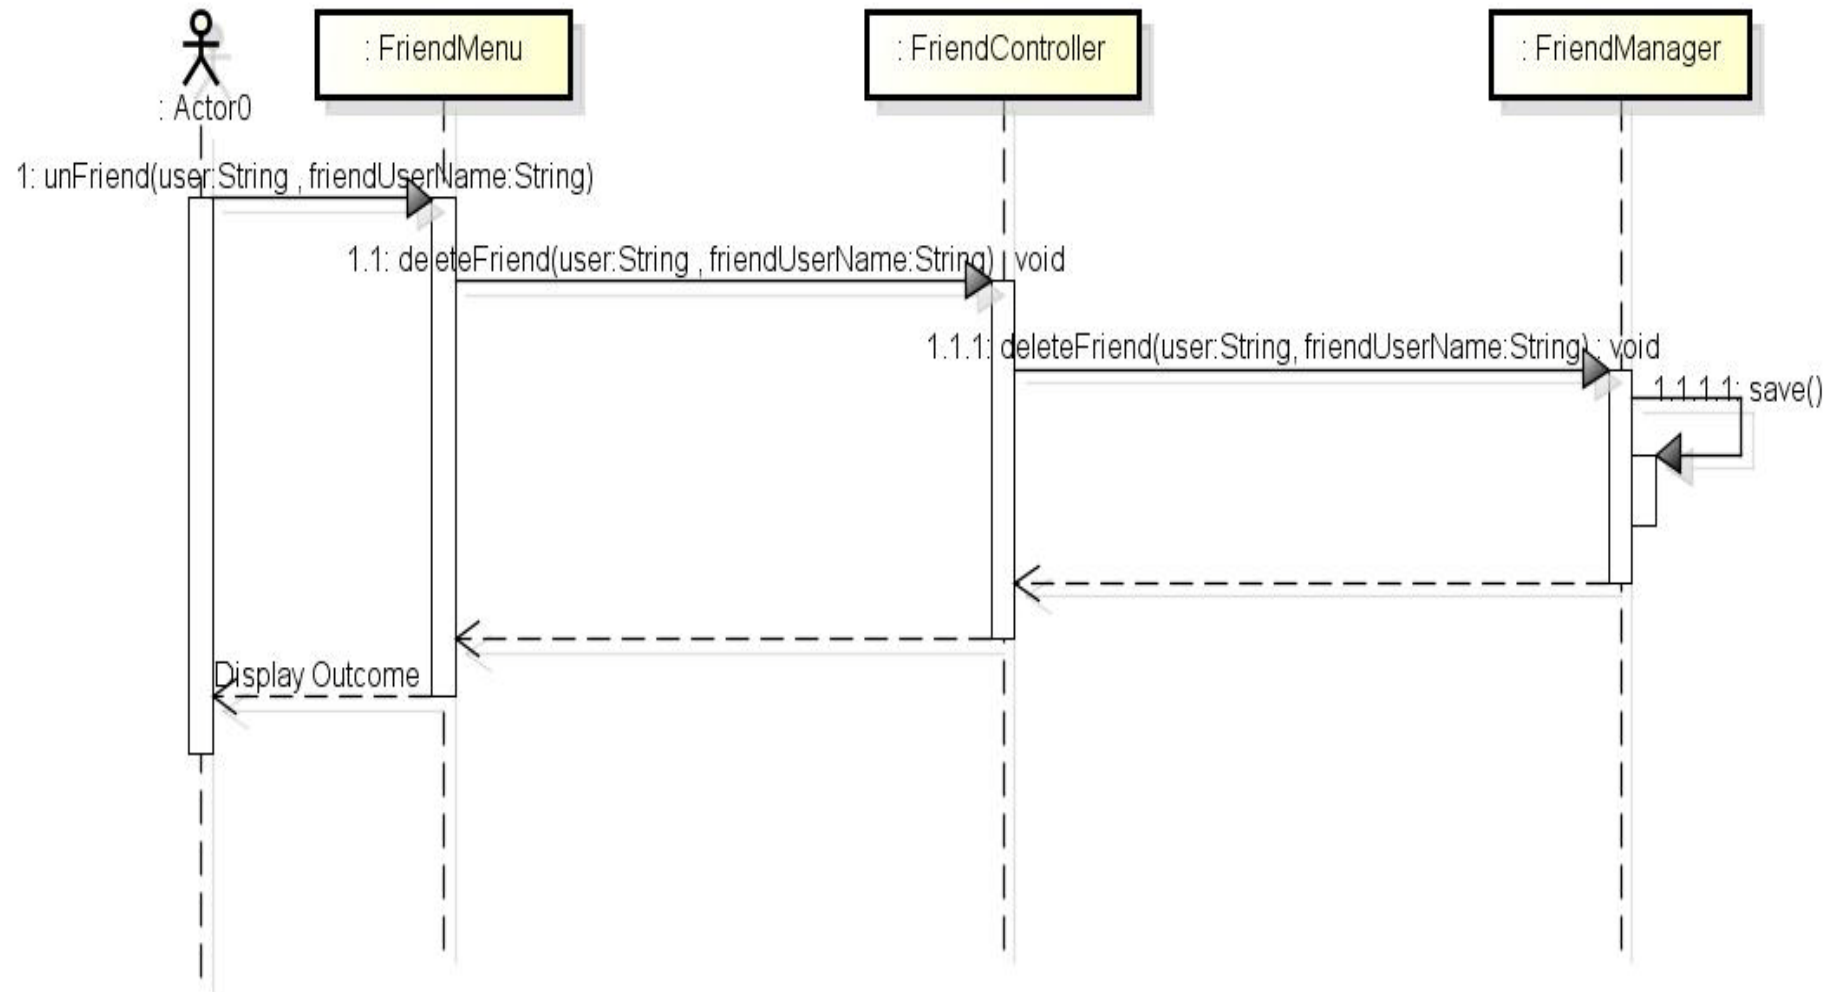 : FriendMenu
: FriendController
: FriendManager
: Actor0
1: unFriend(user:String , friendUserName:String)
1.1: deleteFriend(user:String , friendUserName:String) : void
1.1.1: deleteFriend(user:String, friendUserName:String) : void
1.1.1.1: save()
Display Outcome